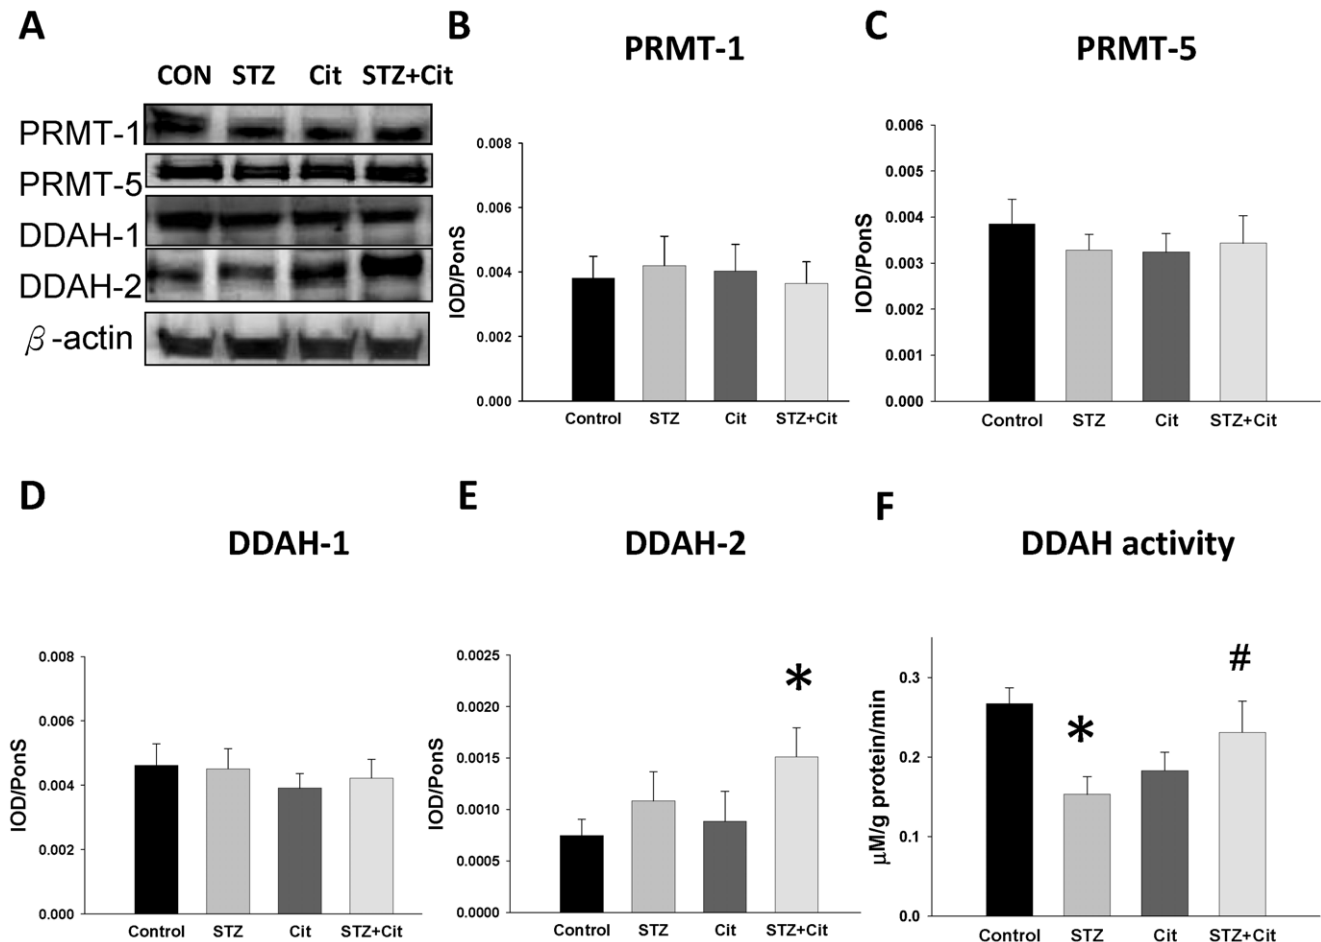 A
CON STZ Cit STZ+Cit
PRMT-1
PRMT-5
DDAH-1
DDAH-2
β-actin
B
PRMT-1
IOD/PonS
0.008
0.006
0.004
0.002
0.000
Control STZ Cit STZ+Cit
C
PRMT-5
IOD/PonS
0.006
0.005
0.004
0.003
0.002
0.001
0.000
Control STZ Cit STZ+Cit
D
DDAH-1
IOD/PonS
0.008
0.006
0.004
0.002
0.000
Control STZ Cit STZ+Cit
E
DDAH-2
IOD/PonS
0.0025
0.0020
0.0015
0.0010
0.0005
0.0000
*
Control STZ Cit STZ+Cit
F
DDAH activity
μM/g protein/min
0.3
0.2
0.1
0.0
*
#
Control STZ Cit STZ+Cit